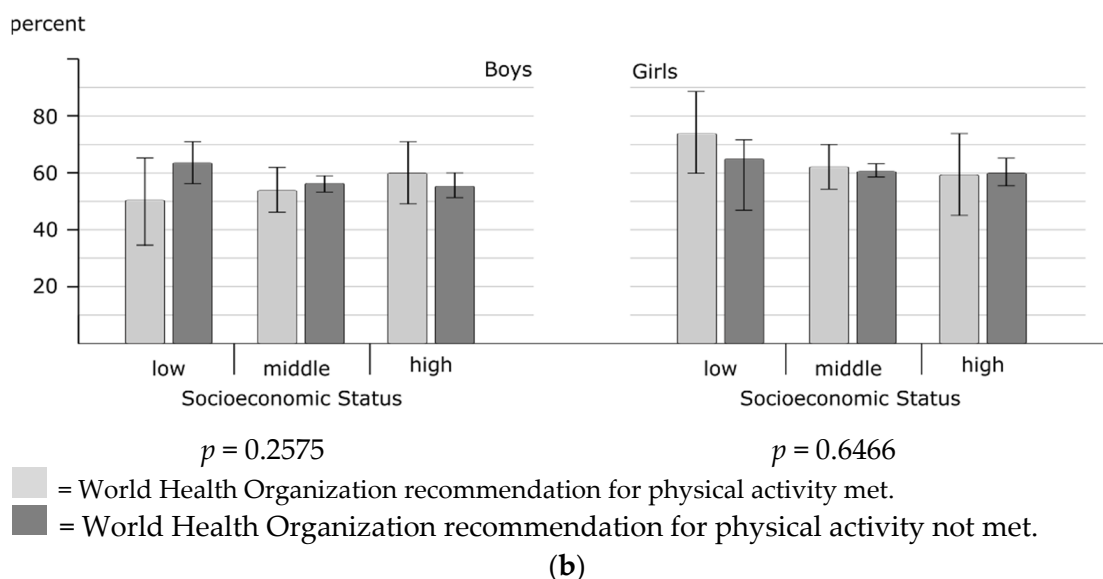 percent
Boys
Girls
80
60
40
20
low
middle
high
low
middle
high
Socioeconomic Status
Socioeconomic Status
p = 0.2575
p = 0.6466
= World Health Organization recommendation for physical activity met.
= World Health Organization recommendation for physical activity not met.
(b)